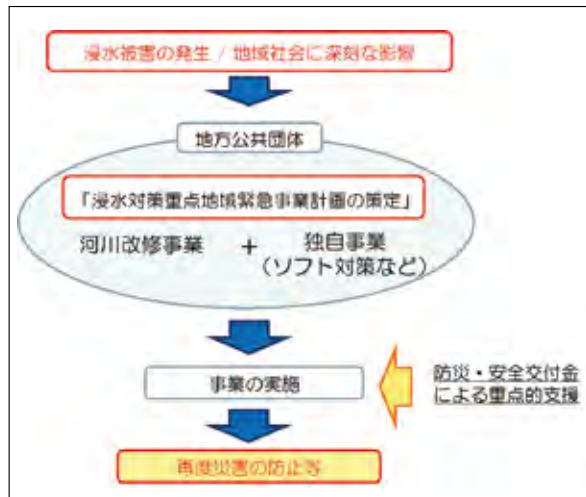 浸水被害の発生 / 地域社会に深刻な影響
地方公共団体
「浸水対策重点地域緊急事業計画の策定」
河川改修事業 + 独自事業
(ソフト対策など)
事業の実施
防災・安全交付金
による重点的支援
再度災害の防止等